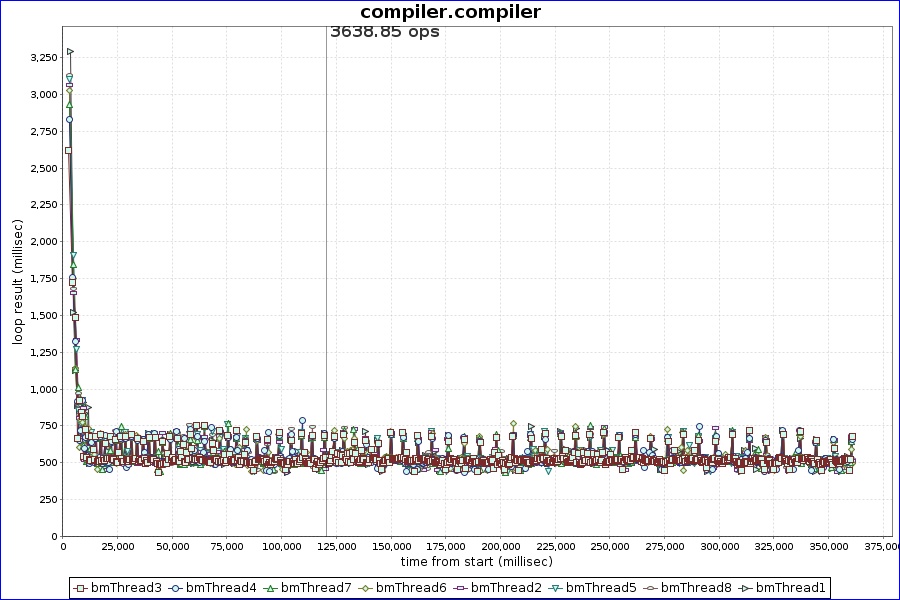 compiler.compiler
3638.85 ops
3,250
3,000
2,750
2,500
2,250
2,000
1,750
1,500
1,250
1,000
750
500
250
0
loop result (millisec)
0 25,000 50,000 75,000 100,000 125,000 150,000 175,000 200,000 225,000 250,000 275,000 300,000 325,000 350,000 375,00
time from start (millisec)
bmThread3 bmThread4 bmThread7 bmThread6 bmThread2 bmThread5 bmThread8 bmThread1